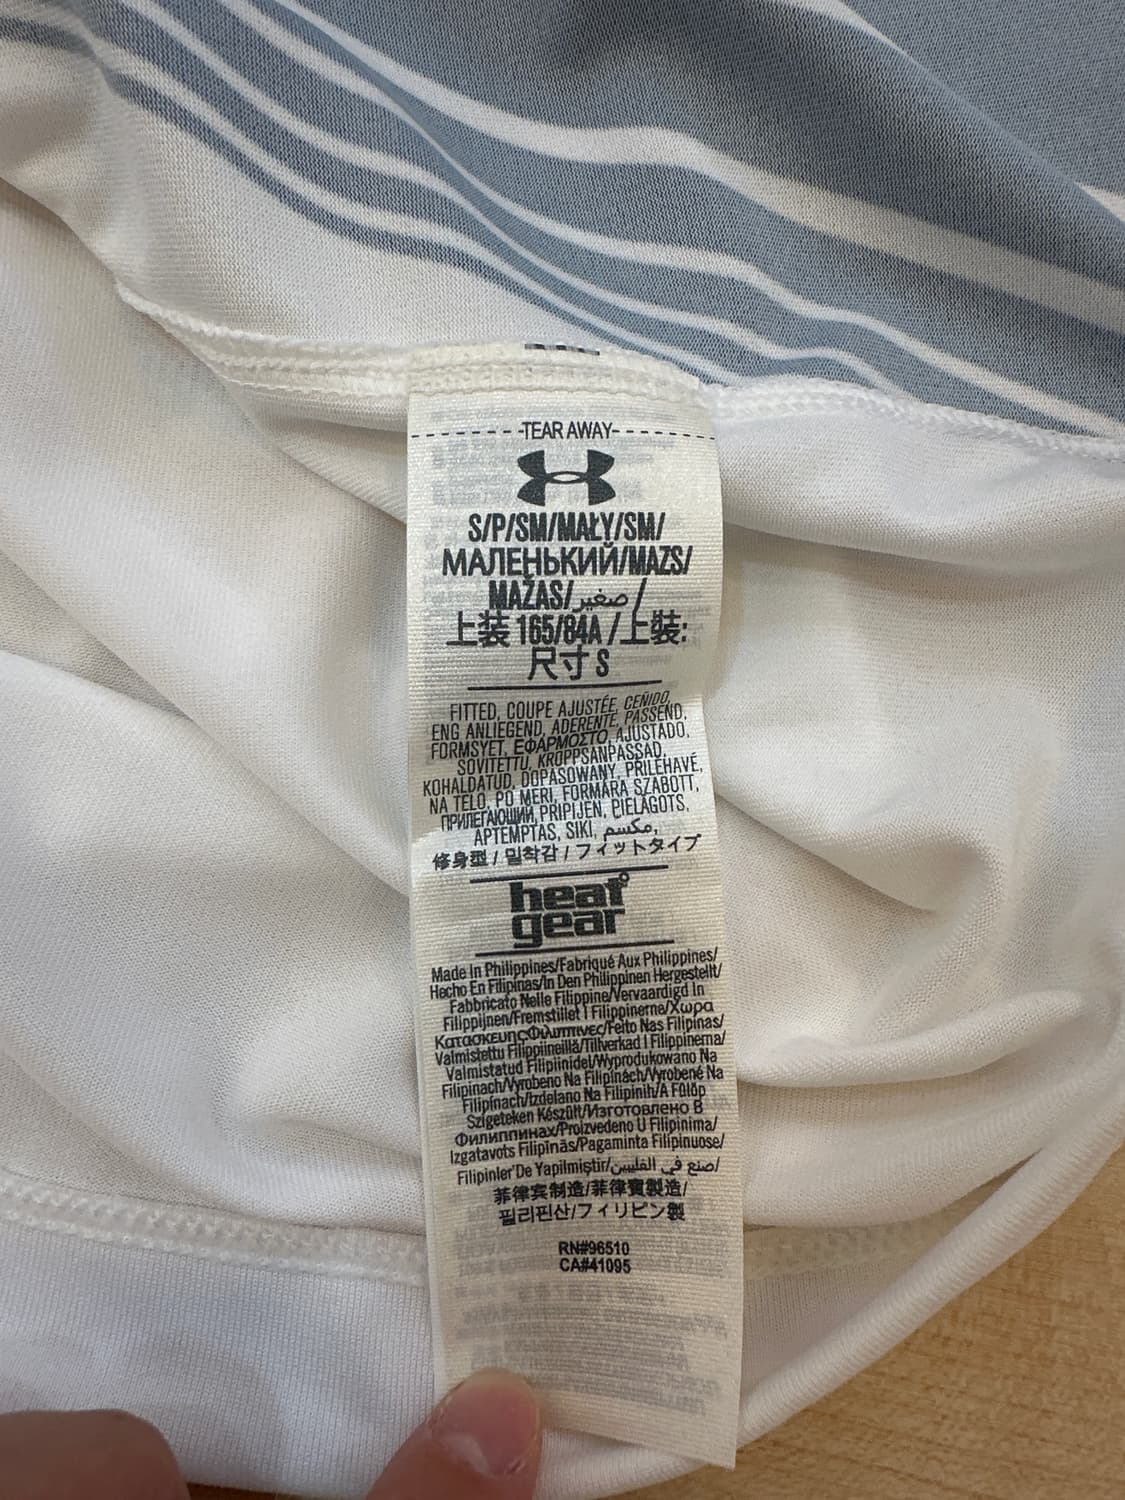 TEAR AWAY
S/P/SM/MAŁY/SM/
МАЛЕНЬКИЙ/MAZS/
MAŽAS/صغير/
上装 165/84A /上裝:
尺寸 S
FITTED, COUPE AJUSTÉE, CEÑIDO,
ENG ANLIEGEND, ADERENTE, PASSEND,
FORMSYET, ΕΦΑΡΜΟΣΤΟ, AJUSTADO,
SOVITETTU, KROPPSANPASSAD,
KOHALDATUD, DOPASOWANY, PRILÉHAVÉ,
NA TELO, PO MERI, FORMÁRA SZABOTT,
ПРИЛЕГАЮЩИЙ, PRIPIJEN, PIELĀGOTS,
APTEMPTAS, SIKI, مكسم,
修身型 / 밀착감 / フィットタイプ
heat
gear
Made In Philippines/Fabriqué Aux Philippines/
Hecho En Filipinas/In Den Philippinen Hergestellt/
Fabbricato Nelle Filippine/Vervaardigd In
Filippijnen/Fremstillet I Filippinerne/Χωρα
Κατασκευης Φιλιππινες/Feito Nas Filipinas/
Valmistettu Filippiineillä/Tillverkad I Filippinerna/
Valmistatud Filipiinidel/Wyprodukowano Na
Filipinach/Vyrobeno Na Filipínách/Vyrobené Na
Filipínach/Izdelano Na Filipinih/A Fülöp
Szigeteken Készült/Изготовлено В
Филиппинах/Proizvedeno U Filipinima/
Izgatavots Filipīnās/Pagaminta Filipinuose/
Filipinler'De Yapilmiştir/صنع في الفلبين/
菲律宾制造/菲律賓製造/
필리핀산/フィリピン製
RN#96510
CA#41095